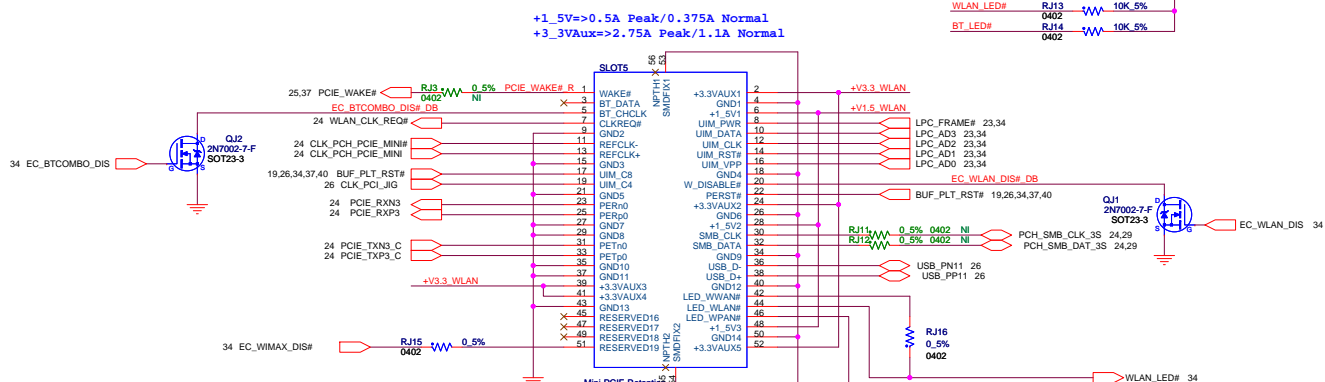 +1_5V=>0.5A Peak/0.375A Normal
+3_3VAux=>2.75A Peak/1.1A Normal
WLAN_LED# RJ13 10K_5%
0402
BT_LED# RJ14 10K_5%
0402
56
53
SLOT5
NPTH1
SMDFIX1
25,37 PCIE_WAKE# RJ3 0_5% PCIE_WAKE#_R 1 WAKE#
0402 NI
3 BT_DATA
EC_BTCOMBO_DIS#_DB 5 BT_CHCLK
24 WLAN_CLK_REQ# 7 CLKREQ#
9 GND2
24 CLK_PCH_PCIE_MINI# 11 REFCLK-
24 CLK_PCH_PCIE_MINI 13 REFCLK+
15 GND3
19,26,34,37,40 BUF_PLT_RST# 17 UIM_C8
26 CLK_PCI_JIG 19 UIM_C4
21 GND5
24 PCIE_RXN3 23 PERn0
24 PCIE_RXP3 25 PERp0
27 GND7
29 GND8
24 PCIE_TXN3_C 31 PETn0
24 PCIE_TXP3_C 33 PETp0
35 GND10
37 GND11
+V3.3_WLAN 39 +3.3VAUX3
41 +3.3VAUX4
43 GND13
45 RESERVED16
47 RESERVED17
49 RESERVED18
34 EC_WIMAX_DIS# RJ15 0_5% 51 RESERVED19
0402
D
QJ2
2N7002-7-F
SOT23-3
G S
34 EC_BTCOMBO_DIS
+3.3VAUX1 2 +V3.3_WLAN
GND1 4
+1_5V1 6 +V1.5_WLAN
UIM_PWR 8 LPC_FRAME# 23,34
UIM_DATA 10 LPC_AD3 23,34
UIM_CLK 12 LPC_AD2 23,34
UIM_RST# 14 LPC_AD1 23,34
UIM_VPP 16 LPC_AD0 23,34
GND4 18
W_DISABLE# 20 EC_WLAN_DIS#_DB
PERST# 22 BUF_PLT_RST# 19,26,34,37,40
+3.3VAUX2 24
GND6 26
+1_5V2 28
SMB_CLK 30 RJ11 0_5% 0402 NI PCH_SMB_CLK_3S 24,29
SMB_DATA 32 RJ12 0_5% 0402 NI PCH_SMB_DAT_3S 24,29
GND9 34
USB_D- 36 USB_PN11 26
USB_D+ 38 USB_PP11 26
GND12 40
LED_WWAN# 42
LED_WLAN# 44
LED_WPAN# 46
+1_5V3 48
GND14 50
+3.3VAUX5 52
QJ1
2N7002-7-F
SOT23-3
D
S G
EC_WLAN_DIS 34
RJ16
0_5%
0402
WLAN_LED# 34
NPTH2
SMDFIX2